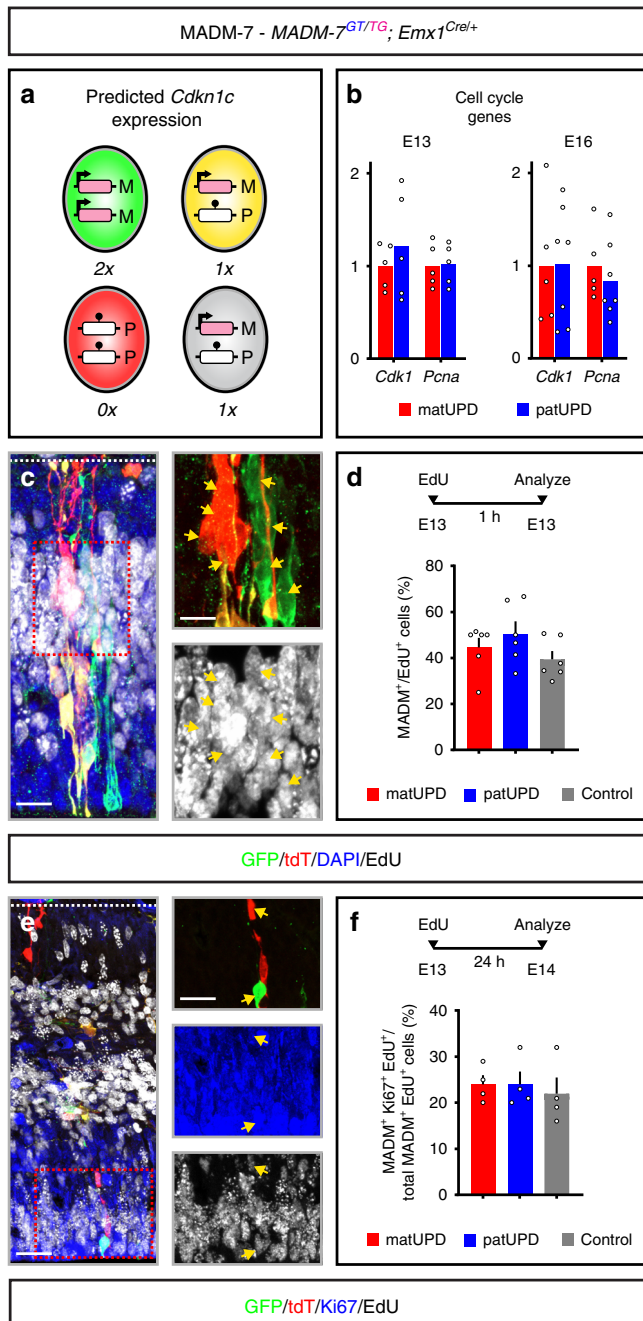 MADM-7 - MADM-7GT/TG; Emx1Cre/+
a
Predicted Cdkn1c
expression
M
M
2x
M
P
1x
P
P
0x
M
P
1x
b
Cell cycle
genes
E13
E16
2
1
0
2
1
0
Cdk1 Pcna
Cdk1 Pcna
matUPD patUPD
c
d
EdU Analyze
1 h
E13 E13
MADM+/EdU+ cells (%)
80
60
40
20
0
matUPD patUPD Control
GFP/tdT/DAPI/EdU
e
f
EdU Analyze
24 h
E13 E14
MADM+ Ki67+ EdU+/
total MADM+ EdU+ cells (%)
40
30
20
10
0
matUPD patUPD Control
GFP/tdT/Ki67/EdU